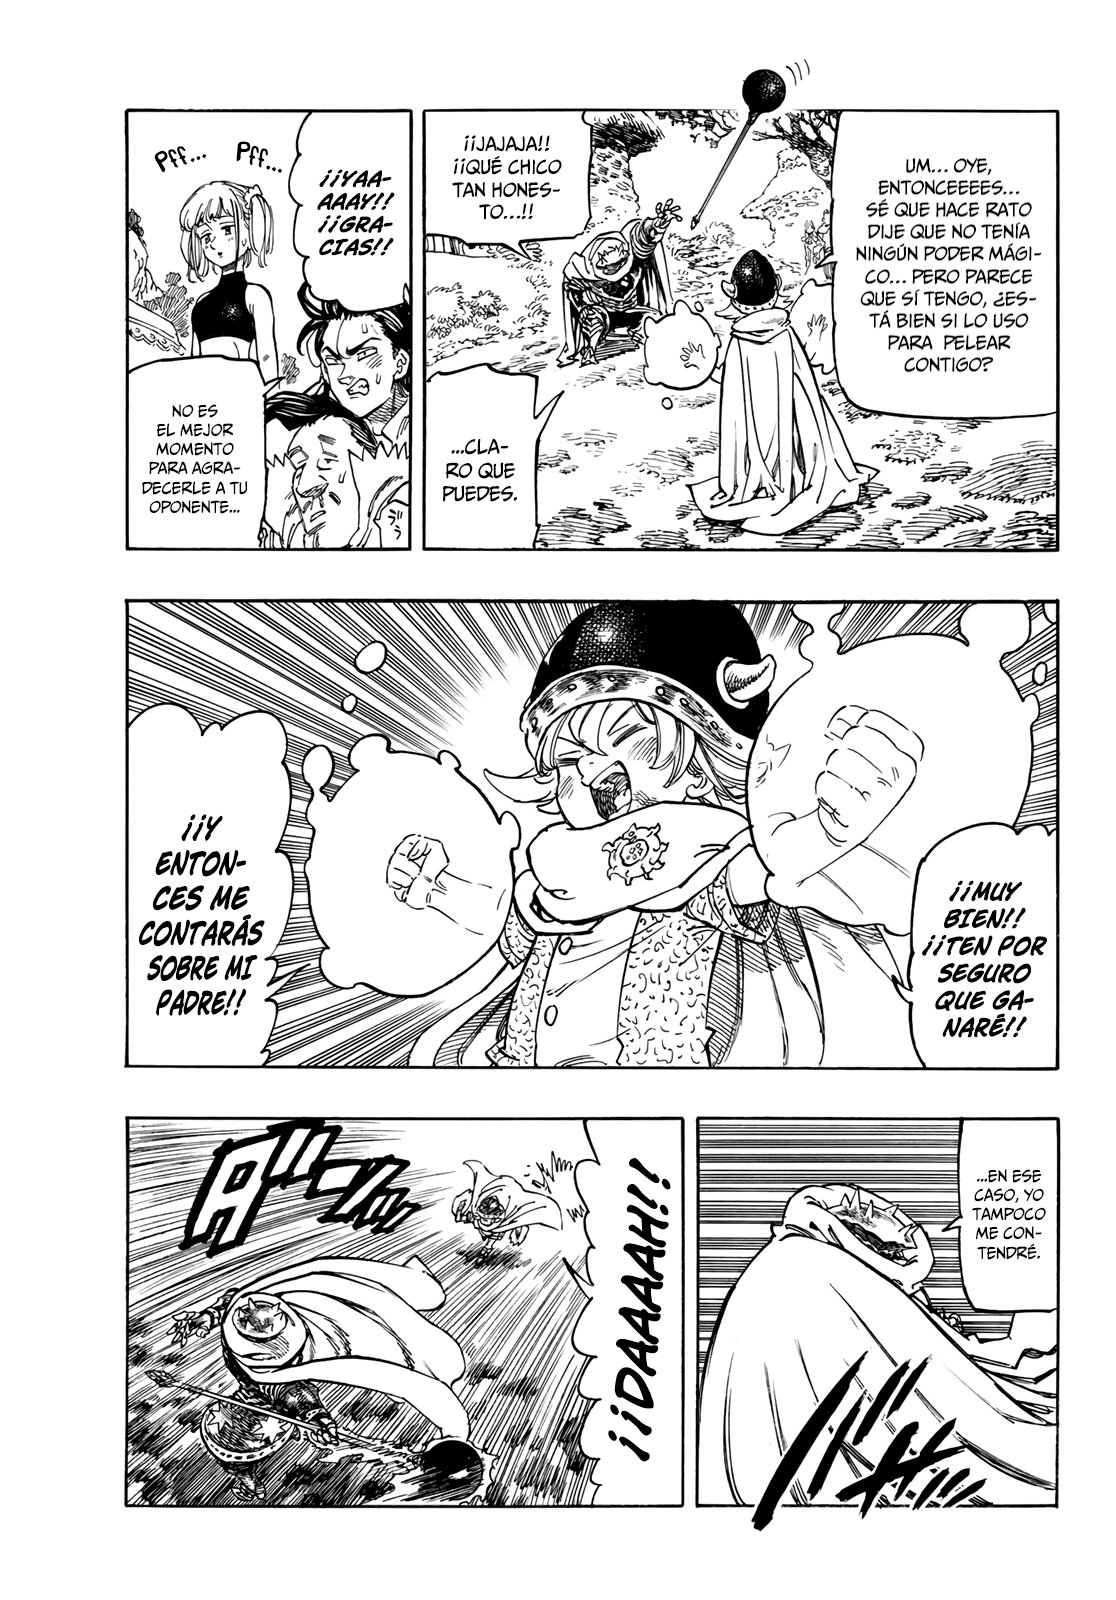 UM... OYE,
ENTONCEEEES...
SÉ QUE HACE RATO
DIJE QUE NO TENÍA
NINGÚN PODER MÁGI-
CO... PERO PARECE
QUE SÍ TENGO, ¿ES-
TÁ BIEN SI LO USO
PARA PELEAR
CONTIGO?
¡¡JAJAJA!!
¡¡QUÉ CHICO
TAN HONES-
TO...!!
...CLA-
RO QUE
PUEDES.
¡¡YAA-
AAAY!!
¡¡GRA-
CIAS!!
Pff... Pff...
NO ES
EL MEJOR
MOMENTO
PARA AGRA-
DECERLE A TU
OPONENTE...
¡¡MUY
BIEN!!
¡¡TEN POR
SEGURO
QUE GA-
NARÉ!!
¡¡Y
ENTON-
CES ME
CONTARÁS
SOBRE MI
PADRE!!
...EN ESE
CASO, YO
TAMPOCO
ME CON-
TENDRÉ.
¡¡DAAAAH!!